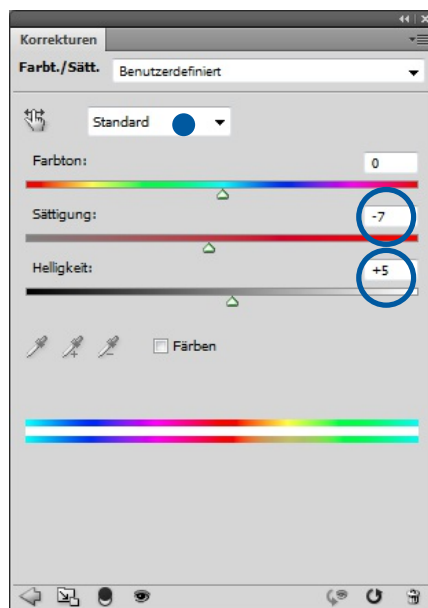 Korrekturen
Farbt./Sätt. Benutzerdefiniert
Standard
Farbton: 0
Sättigung: -7
Helligkeit: +5
Färben